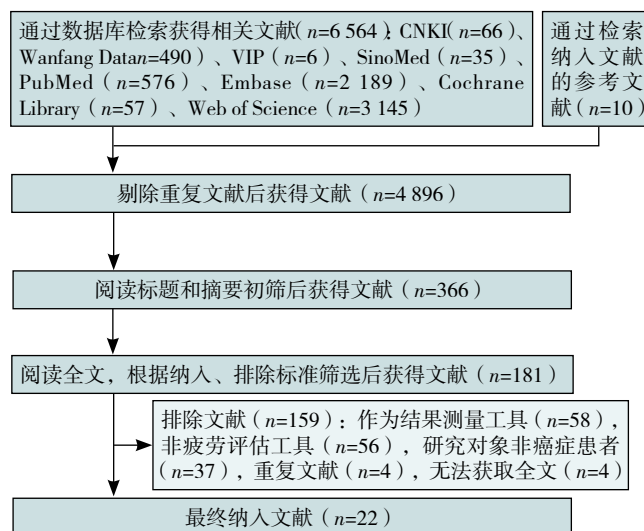 通过数据库检索获得相关文献（n=6 564）：CNKI（n=66）、
Wanfang Datan=490）、VIP（n=6）、SinoMed（n=35）、
PubMed（n=576）、Embase（n=2 189）、Cochrane
Library（n=57）、Web of Science（n=3 145）
通过检索
纳入文献
的参考文
献（n=10）
剔除重复文献后获得文献（n=4 896）
阅读标题和摘要初筛后获得文献（n=366）
阅读全文，根据纳入、排除标准筛选后获得文献（n=181）
排除文献（n=159）：作为结果测量工具（n=58），
非疲劳评估工具（n=56），研究对象非癌症患者
（n=37），重复文献（n=4），无法获取全文（n=4）
最终纳入文献（n=22）